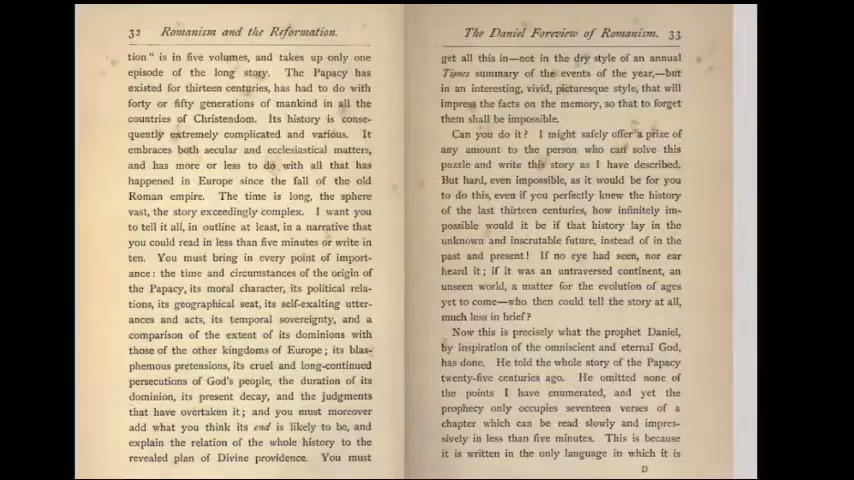 32 Romanism and the Reformation.
tion" is in five volumes, and takes up only one
episode of the long story. The Papacy has
existed for thirteen centuries, has had to do with
forty or fifty generations of mankind in all the
countries of Christendom. Its history is conse-
quently extremely complicated and various. It
embraces both secular and ecclesiastical matters,
and has more or less to do with all that has
happened in Europe since the fall of the old
Roman empire. The time is long, the sphere
vast, the story exceedingly complex. I want you
to tell it all, in outline at least, in a narrative that
you could read in less than five minutes or write in
ten. You must bring in every point of import-
ance: the time and circumstances of the origin of
the Papacy, its moral character, its political rela-
tions, its geographical seat, its self-exalting utter-
ances and acts, its temporal sovereignty, and a
comparison of the extent of its dominions with
those of the other kingdoms of Europe; its blas-
phemous pretensions, its cruel and long-continued
persecutions of God's people, the duration of its
dominion, its present decay, and the judgments
that have overtaken it; and you must moreover
add what you think its end is likely to be, and
explain the relation of the whole history to the
revealed plan of Divine providence. You must
The Daniel Foreview of Romanism. 33
get all this in—not in the dry style of an annual
Times summary of the events of the year,—but
in an interesting, vivid, picturesque style, that will
impress the facts on the memory, so that to forget
them shall be impossible.
Can you do it? I might safely offer a prize of
any amount to the person who can solve this
puzzle and write this story as I have described.
But hard, even impossible, as it would be for you
to do this, even if you perfectly knew the history
of the last thirteen centuries, how infinitely im-
possible would it be if that history lay in the
unknown and inscrutable future, instead of in the
past and present! If no eye had seen, nor ear
heard it; if it was an untraversed continent, an
unseen world, a matter for the evolution of ages
yet to come—who then could tell the story at all,
much less in brief?
Now this is precisely what the prophet Daniel,
by inspiration of the omniscient and eternal God,
has done. He told the whole story of the Papacy
twenty-five centuries ago. He omitted none of
the points I have enumerated, and yet the
prophecy only occupies seventeen verses of a
chapter which can be read slowly and impres-
sively in less than five minutes. This is because
it is written in the only language in which it is
D